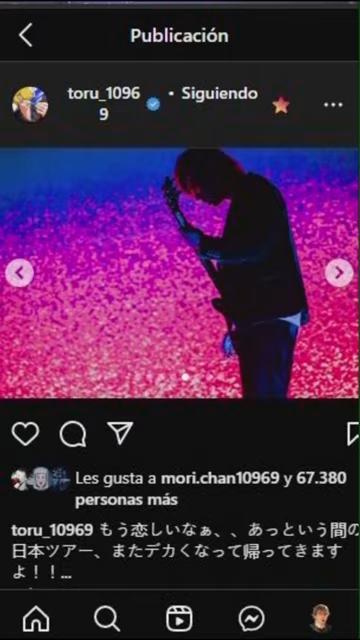 Publicación
toru_1096
9
• Siguiendo
Les gusta a mori.chan10969 y 67.380
personas más
toru_10969 もう恋しいなぁ、、あっという間の
日本ツアー、またデカくなって帰ってきます
よ！！...